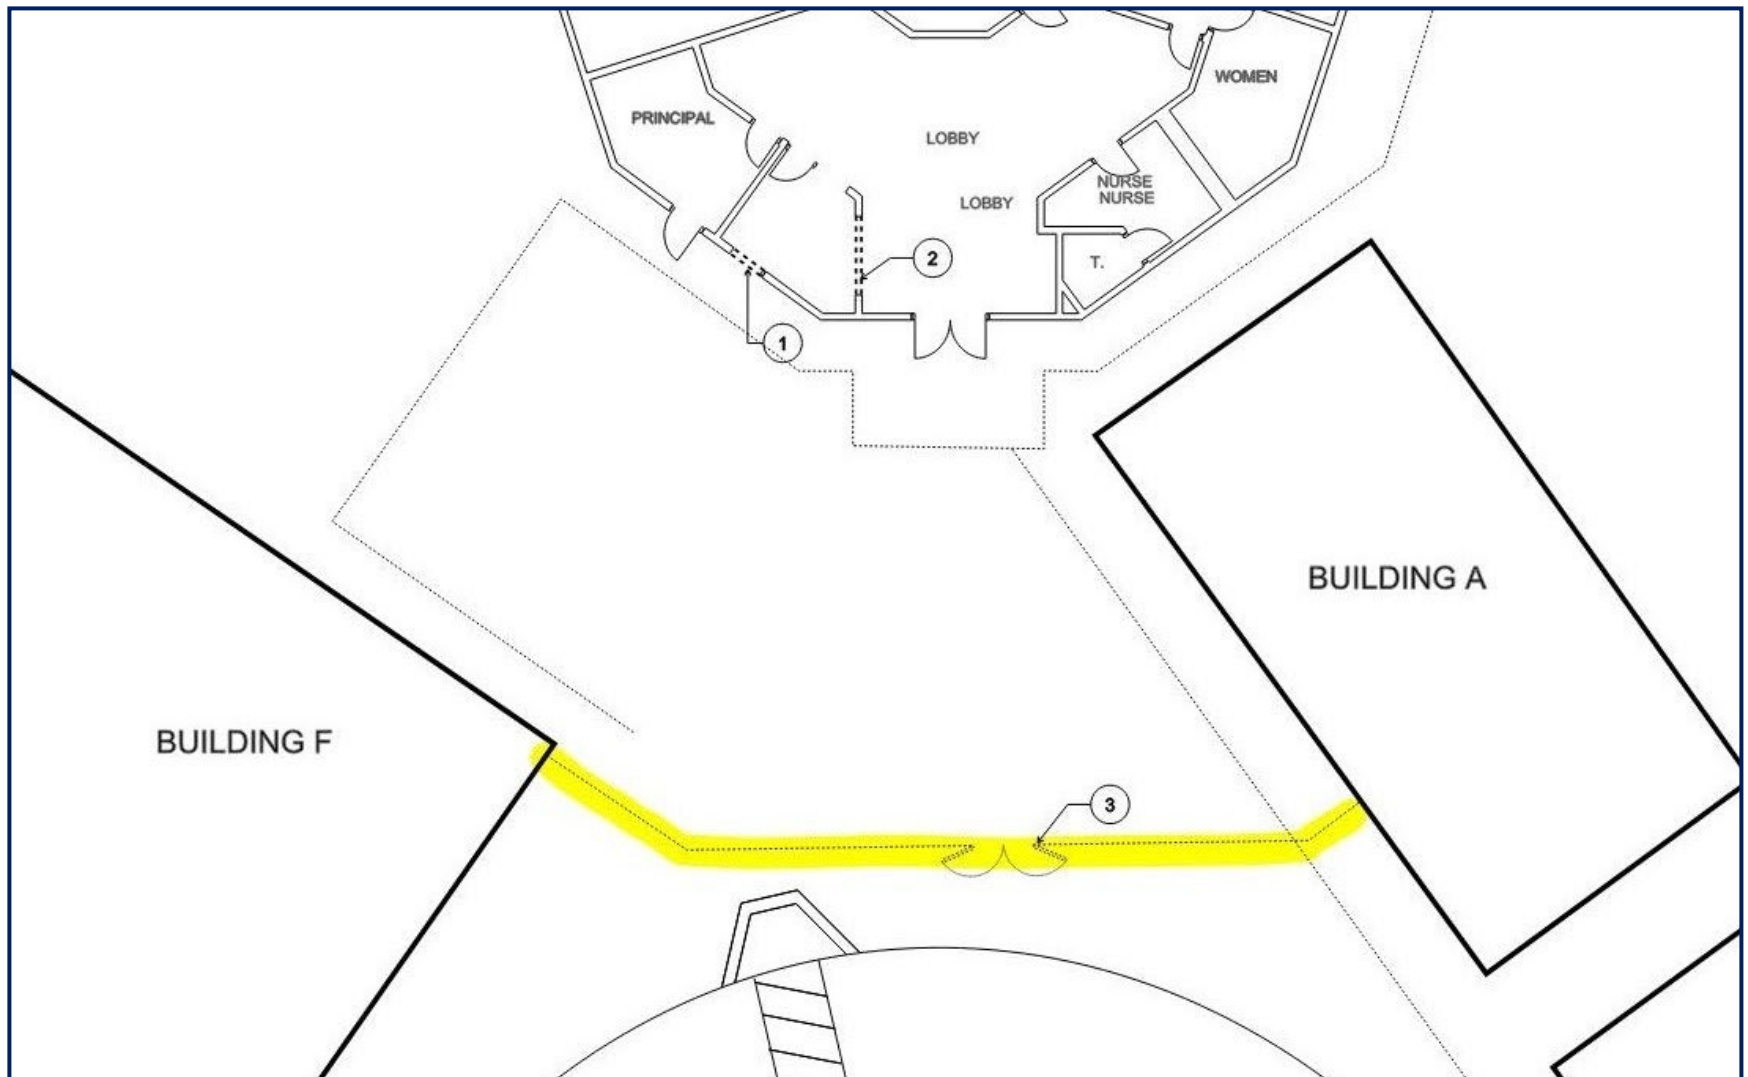 WOMEN
PRINCIPAL
LOBBY
NURSE
NURSE
LOBBY
2
T.
1
BUILDING A
BUILDING F
3